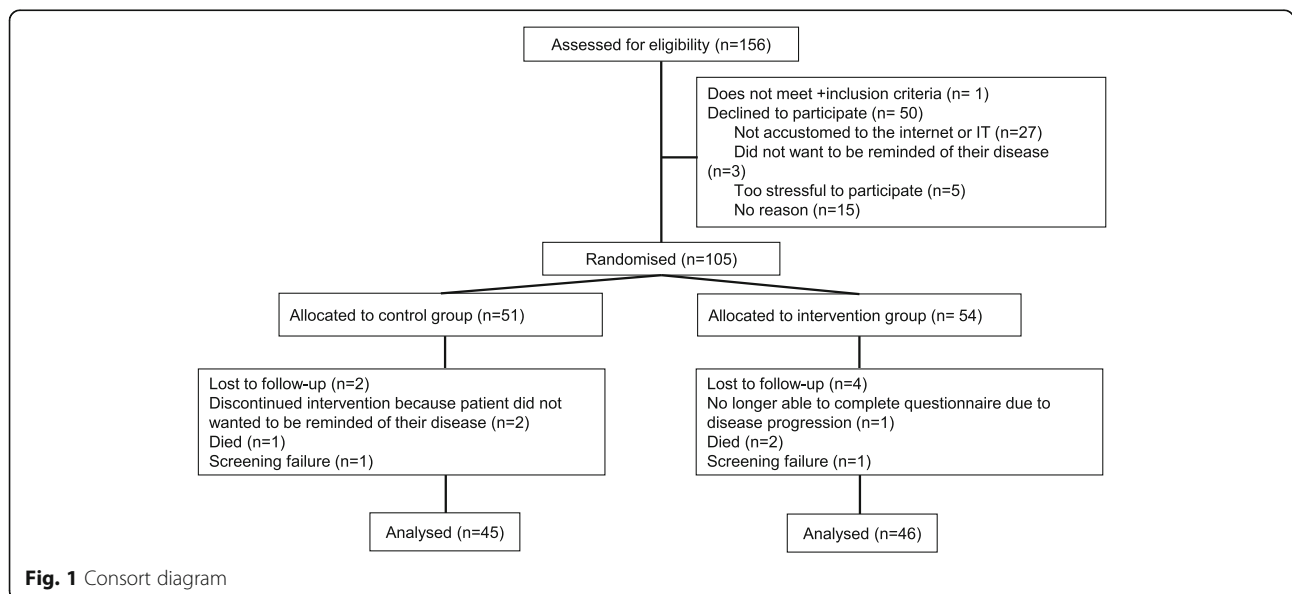 Assessed for eligibility (n=156)
Does not meet +inclusion criteria (n= 1)
Declined to participate (n= 50)
Not accustomed to the internet or IT (n=27)
Did not want to be reminded of their disease
(n=3)
Too stressful to participate (n=5)
No reason (n=15)
Randomised (n=105)
Allocated to control group (n=51)
Allocated to intervention group (n= 54)
Lost to follow-up (n=2)
Discontinued intervention because patient did not
wanted to be reminded of their disease (n=2)
Died (n=1)
Screening failure (n=1)
Lost to follow-up (n=4)
No longer able to complete questionnaire due to
disease progression (n=1)
Died (n=2)
Screening failure (n=1)
Analysed (n=45)
Analysed (n=46)
Fig. 1 Consort diagram